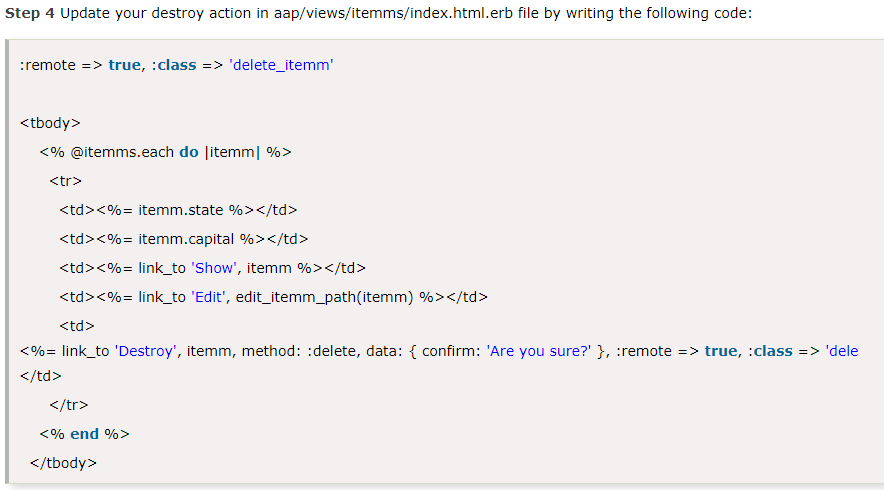 Step 4 Update your destroy action in aap/views/itemms/index.html.erb file by writing the following code:
:remote => true, :class => 'delete_itemm'
<tbody>
<% @itemms.each do |itemm| %>
<tr>
<td><%= itemm.state %></td>
<td><%= itemm.capital %></td>
<td><%= link_to 'Show', itemm %></td>
<td><%= link_to 'Edit', edit_itemm_path(itemm) %></td>
<td>
<%= link_to 'Destroy', itemm, method: :delete, data: { confirm: 'Are you sure?' }, :remote => true, :class => 'dele
</td>
</tr>
<% end %>
</tbody>